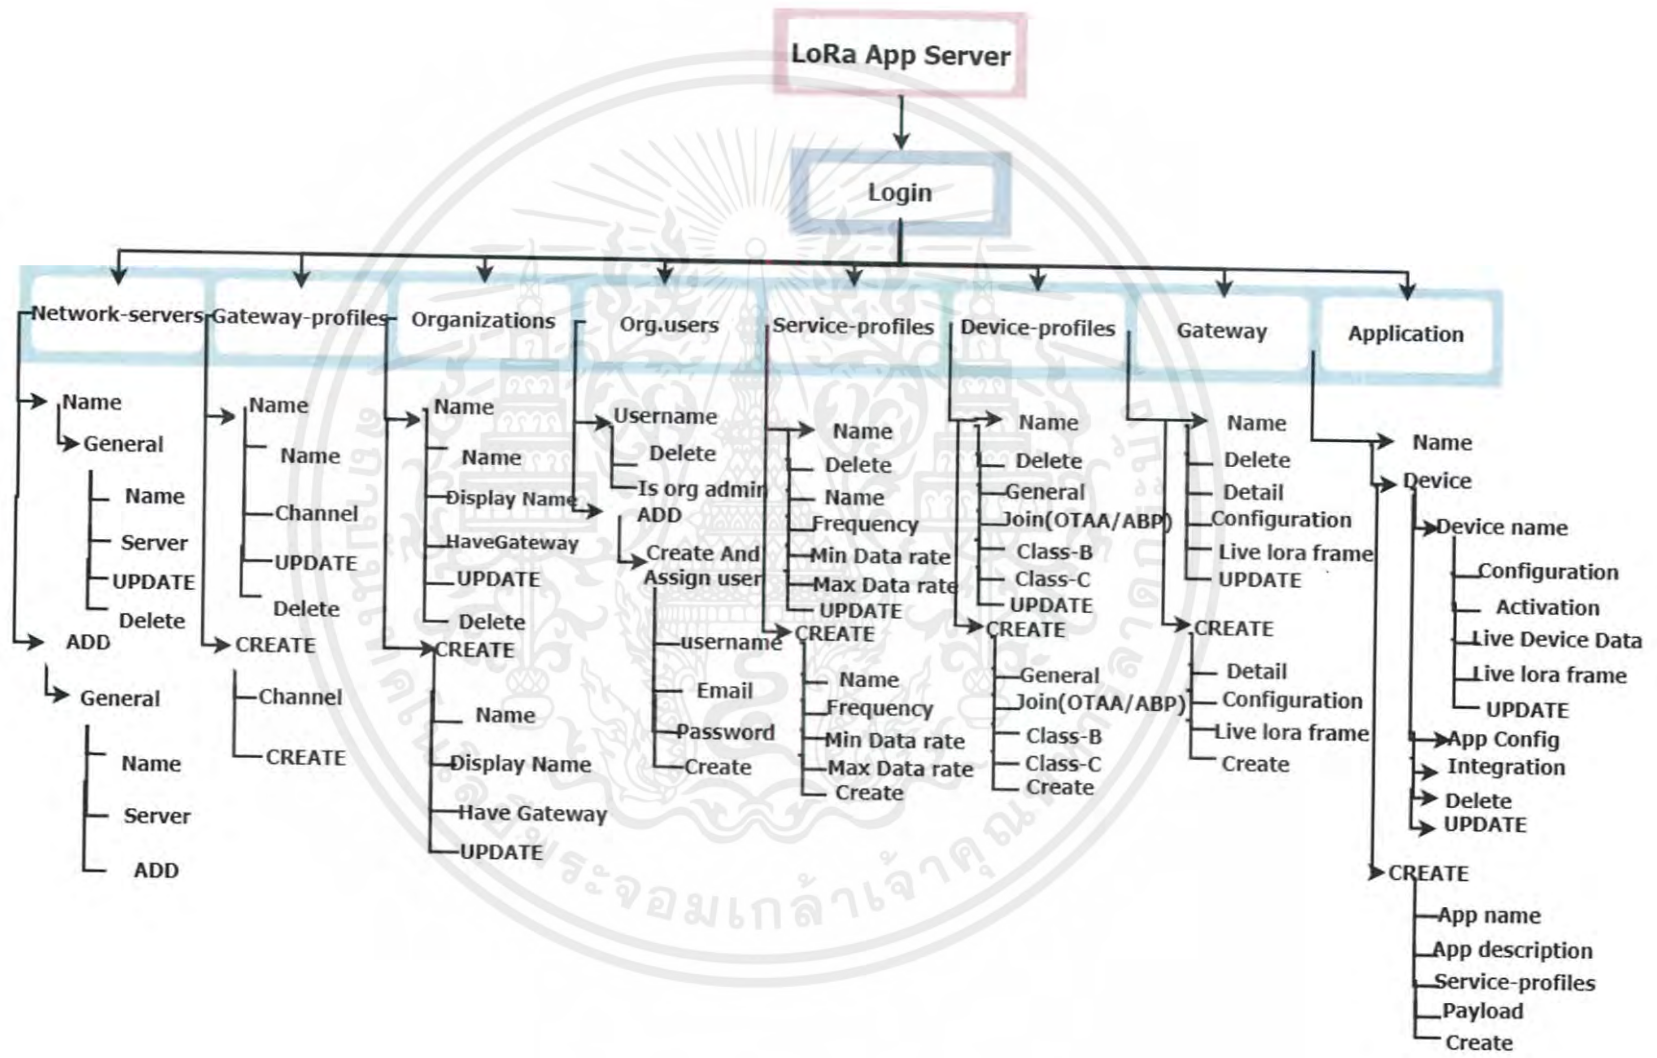 LoRa App Server
Login
Network-servers
Gateway-profiles
Organizations
Org.users
Service-profiles
Device-profiles
Gateway
Application
Name
General
Name
Server
UPDATE
Delete
ADD
General
Name
Server
ADD
Name
Name
Channel
UPDATE
Delete
CREATE
Channel
CREATE
Name
Name
Display Name
HaveGateway
UPDATE
Delete
CREATE
Name
Display Name
Have Gateway
UPDATE
Username
Delete
Is org admin
ADD
Create And
Assign user
username
Email
Password
Create
Name
Delete
Name
Frequency
Min Data rate
Max Data rate
UPDATE
CREATE
Name
Frequency
Min Data rate
Max Data rate
Create
Name
Delete
General
Join(OTAA/ABP)
Class-B
Class-C
UPDATE
CREATE
General
Join(OTAA/ABP)
Class-B
Class-C
Create
Name
Delete
Detail
Configuration
Live lora frame
UPDATE
CREATE
Detail
Configuration
Live lora frame
Create
Name
Device
Device name
Configuration
Activation
Live Device Data
Live lora frame
UPDATE
App Config
Integration
Delete
UPDATE
CREATE
App name
App description
Service-profiles
Payload
Create